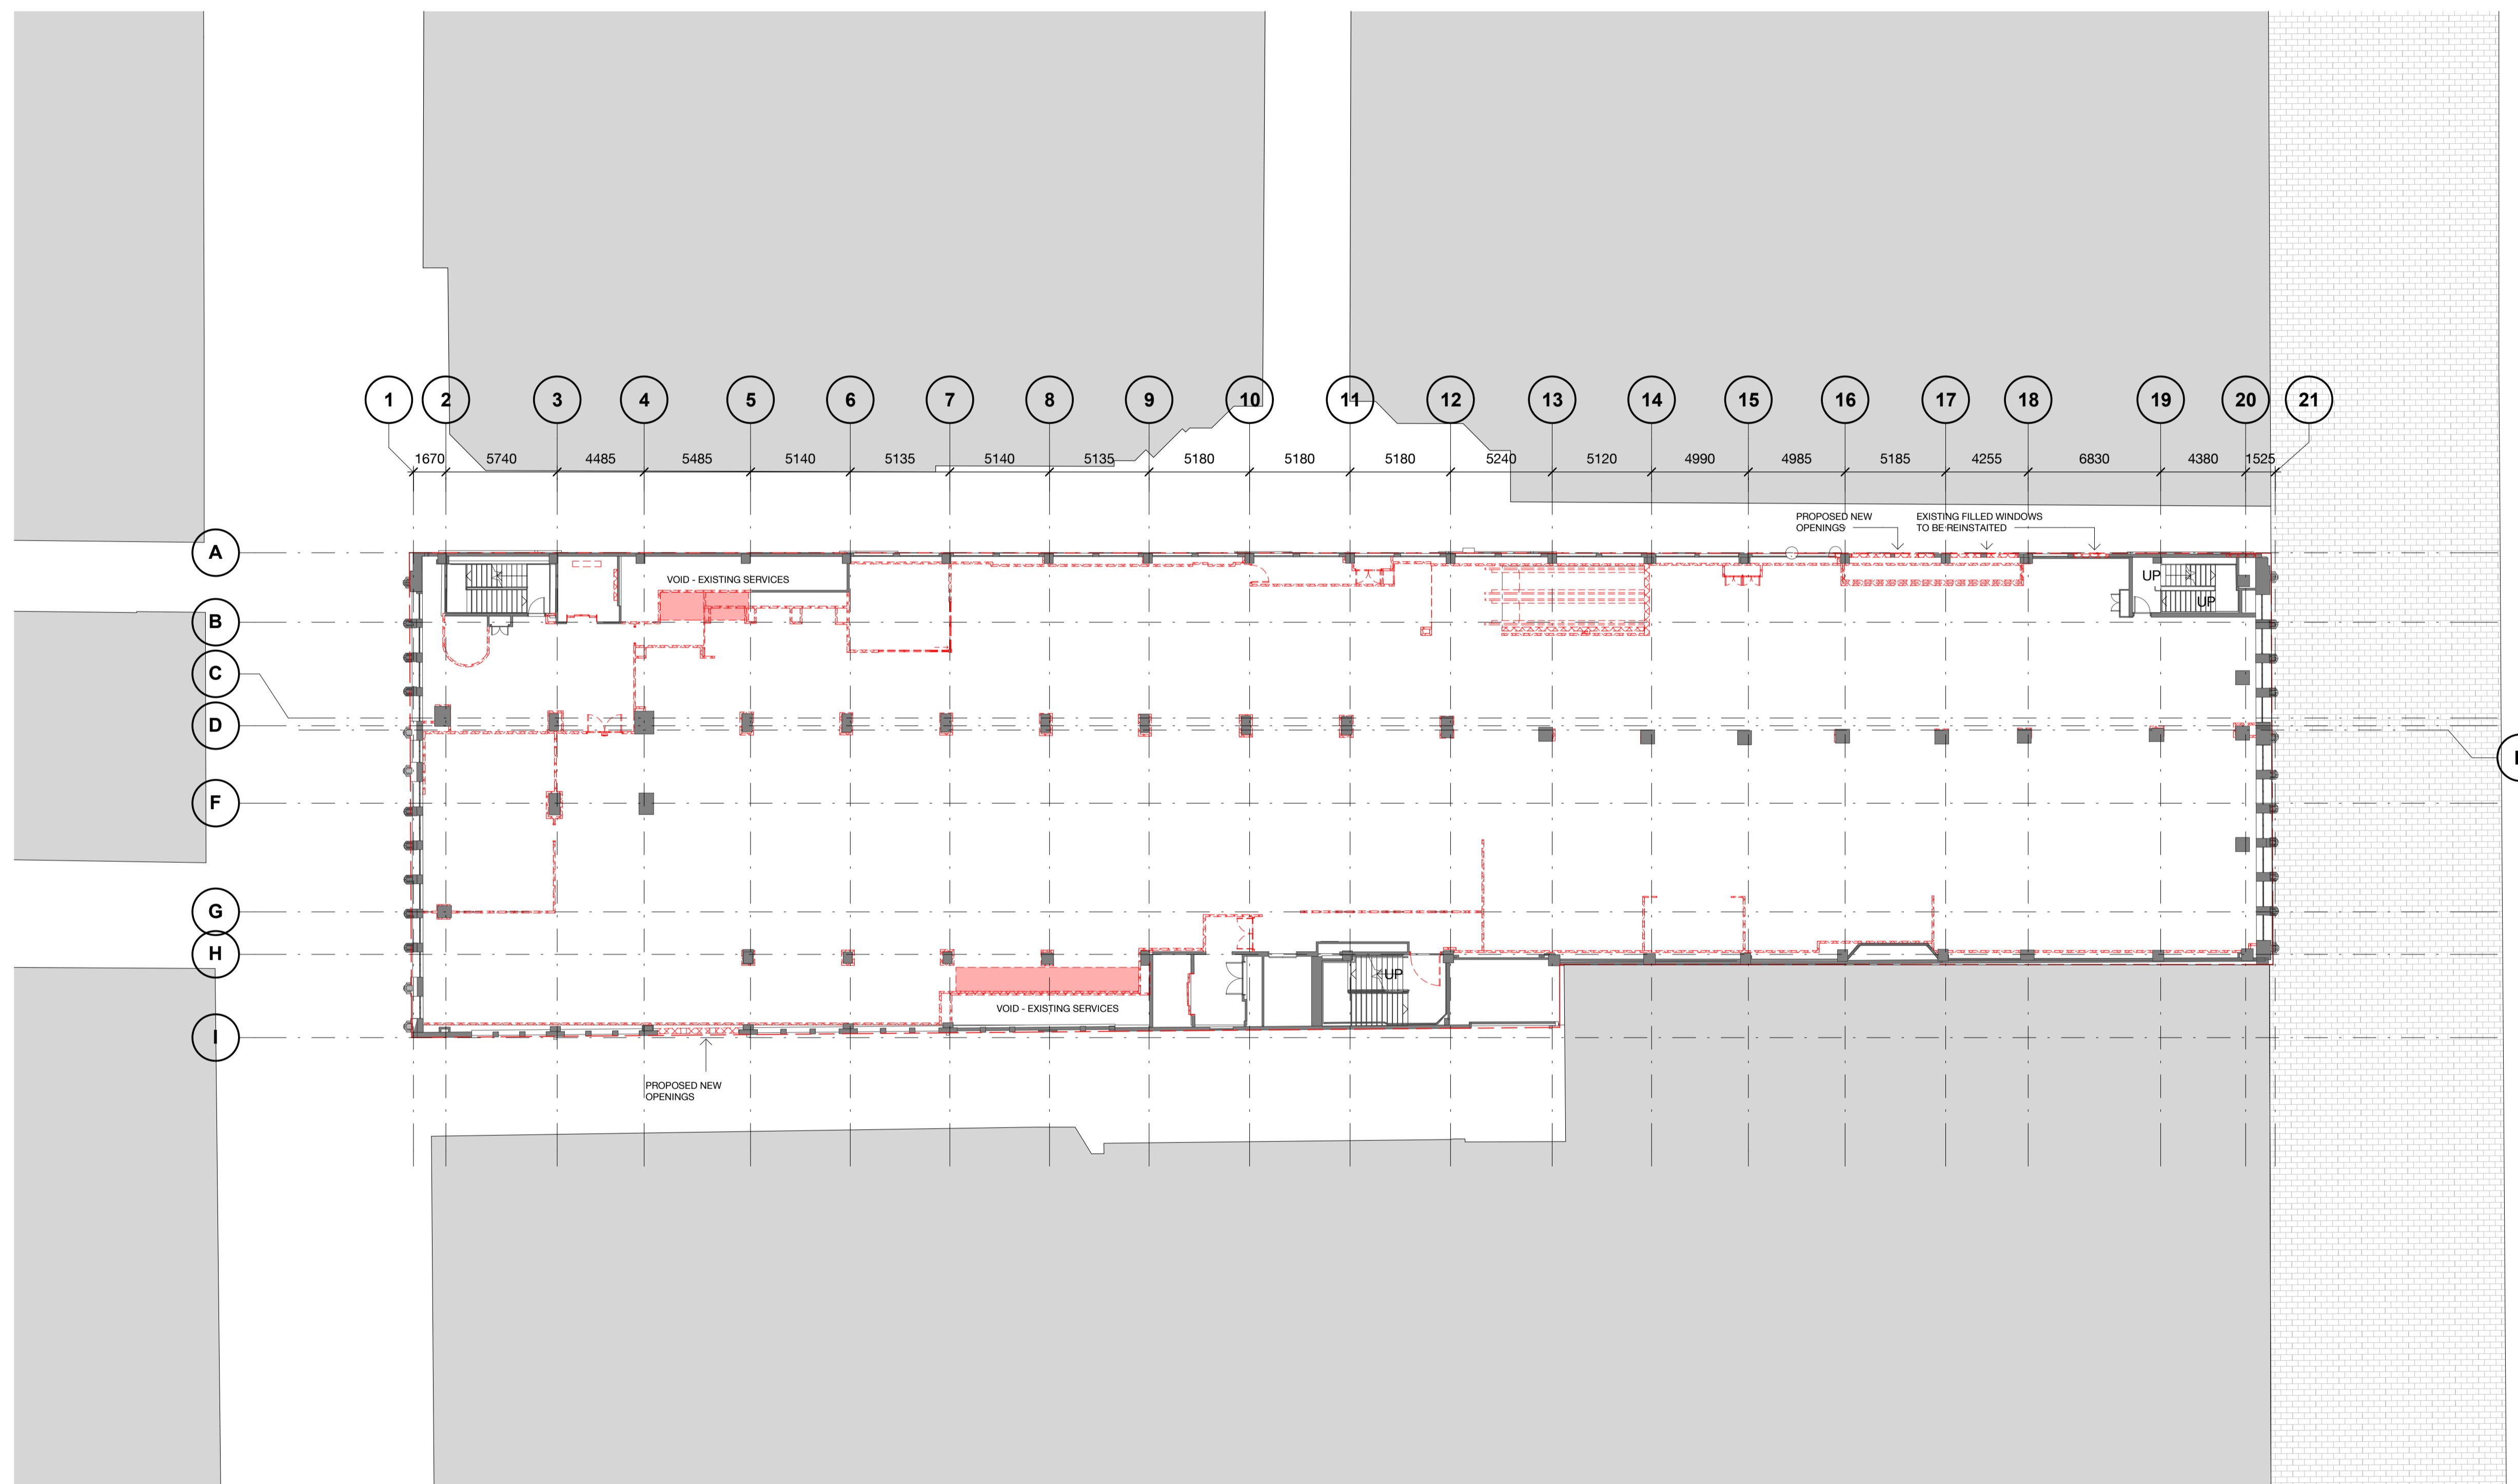 1 2 3 4 5 6 7 8 9 10 11 12 13 14 15 16 17 18 19 20 21
1670 5740 4485 5485 5140 5135 5140 5135 5180 5180 5180 5240 5120 4990 4985 5185 4255 6830 4380 1525
PROPOSED NEW
OPENINGS
EXISTING FILLED WINDOWS
TO BE REINSTAITED
A
VOID - EXISTING SERVICES
UP
UP
B
C
D
F
G
H
UP
VOID - EXISTING SERVICES
I
PROPOSED NEW
OPENINGS